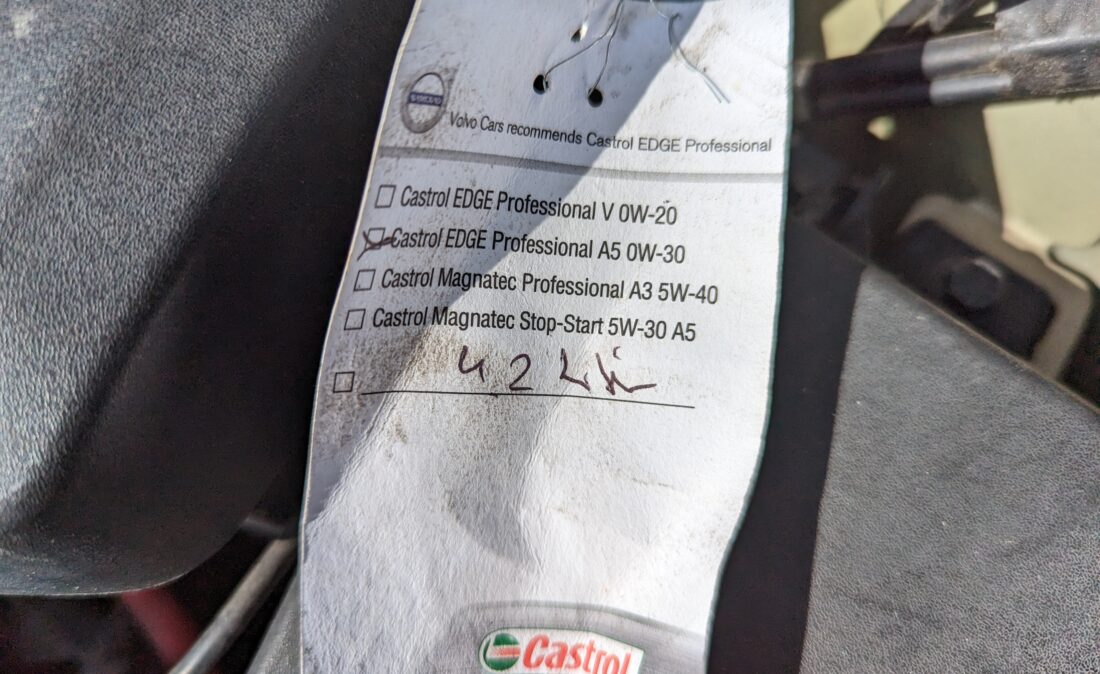 VOLVO
Volvo Cars recommends Castrol EDGE Professional
Castrol EDGE Professional V 0W-20
Castrol EDGE Professional A5 0W-30
Castrol Magnatec Professional A3 5W-40
Castrol Magnatec Stop-Start 5W-30 A5
4 2
Castrol